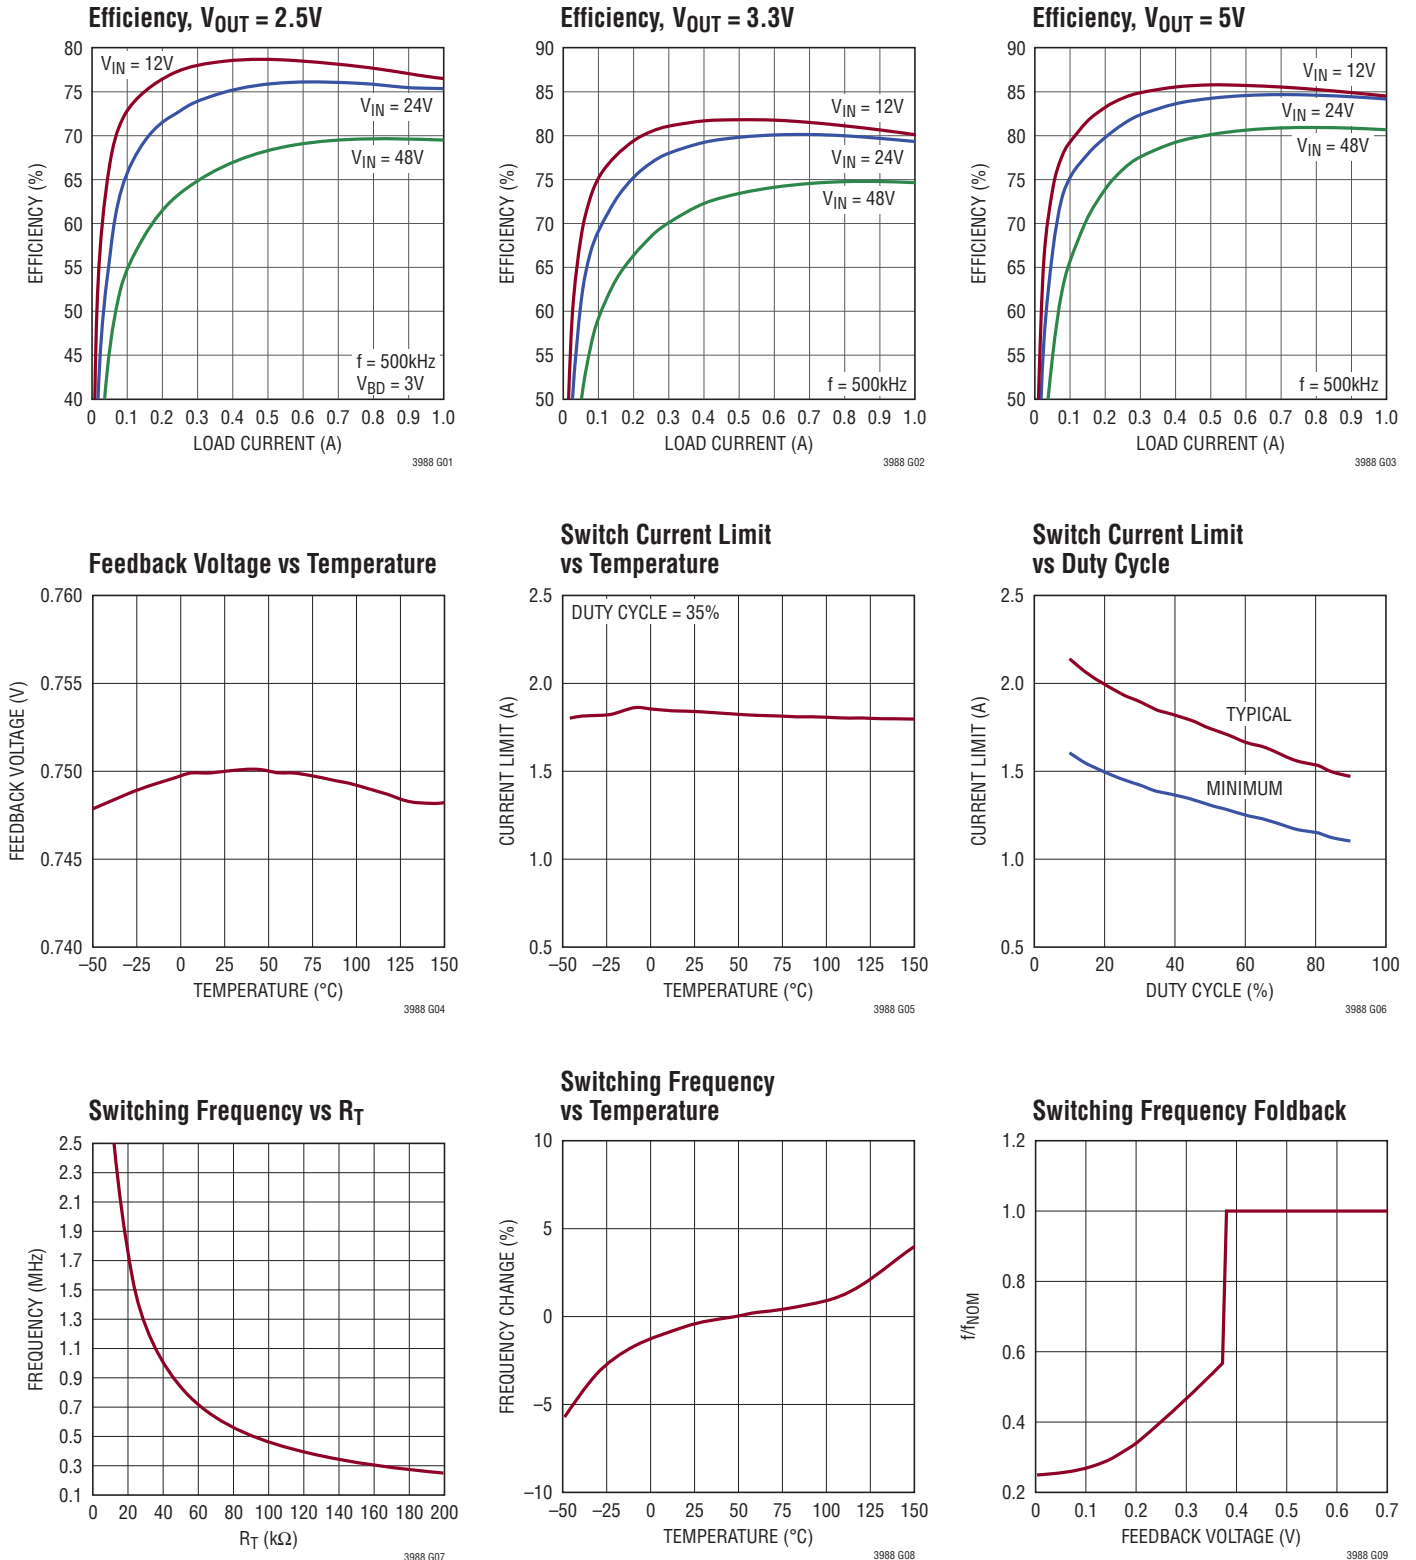 Efficiency, VOUT = 2.5V
80
75
70
65
60
55
50
45
40
EFFICIENCY (%)
VIN = 12V
VIN = 24V
VIN = 48V
f = 500kHz
VBD = 3V
0 0.1 0.2 0.3 0.4 0.5 0.6 0.7 0.8 0.9 1.0
LOAD CURRENT (A)
3988 G01
Efficiency, VOUT = 3.3V
90
85
80
75
70
65
60
55
50
EFFICIENCY (%)
VIN = 12V
VIN = 24V
VIN = 48V
f = 500kHz
0 0.1 0.2 0.3 0.4 0.5 0.6 0.7 0.8 0.9 1.0
LOAD CURRENT (A)
3988 G02
Efficiency, VOUT = 5V
90
85
80
75
70
65
60
55
50
EFFICIENCY (%)
VIN = 12V
VIN = 24V
VIN = 48V
f = 500kHz
0 0.1 0.2 0.3 0.4 0.5 0.6 0.7 0.8 0.9 1.0
LOAD CURRENT (A)
3988 G03
Feedback Voltage vs Temperature
0.760
0.755
0.750
0.745
0.740
FEEDBACK VOLTAGE (V)
–50 –25 0 25 50 75 100 125 150
TEMPERATURE (°C)
3988 G04
Switch Current Limit
vs Temperature
2.5
2.0
1.5
1.0
0.5
CURRENT LIMIT (A)
DUTY CYCLE = 35%
–50 –25 0 25 50 75 100 125 150
TEMPERATURE (°C)
3988 G05
Switch Current Limit
vs Duty Cycle
2.5
2.0
1.5
1.0
0.5
CURRENT LIMIT (A)
TYPICAL
MINIMUM
0 20 40 60 80 100
DUTY CYCLE (%)
3988 G06
Switching Frequency vs RT
2.5
2.3
2.1
1.9
1.7
1.5
1.3
1.1
0.9
0.7
0.5
0.3
0.1
FREQUENCY (MHz)
0 20 40 60 80 100 120 140 160 180 200
RT (kΩ)
3988 G07
Switching Frequency
vs Temperature
10
5
0
–5
–10
FREQUENCY CHANGE (%)
–50 –25 0 25 50 75 100 125 150
TEMPERATURE (°C)
3988 G08
Switching Frequency Foldback
1.2
1.0
0.8
0.6
0.4
0.2
f/fNOM
0 0.1 0.2 0.3 0.4 0.5 0.6 0.7
FEEDBACK VOLTAGE (V)
3988 G09